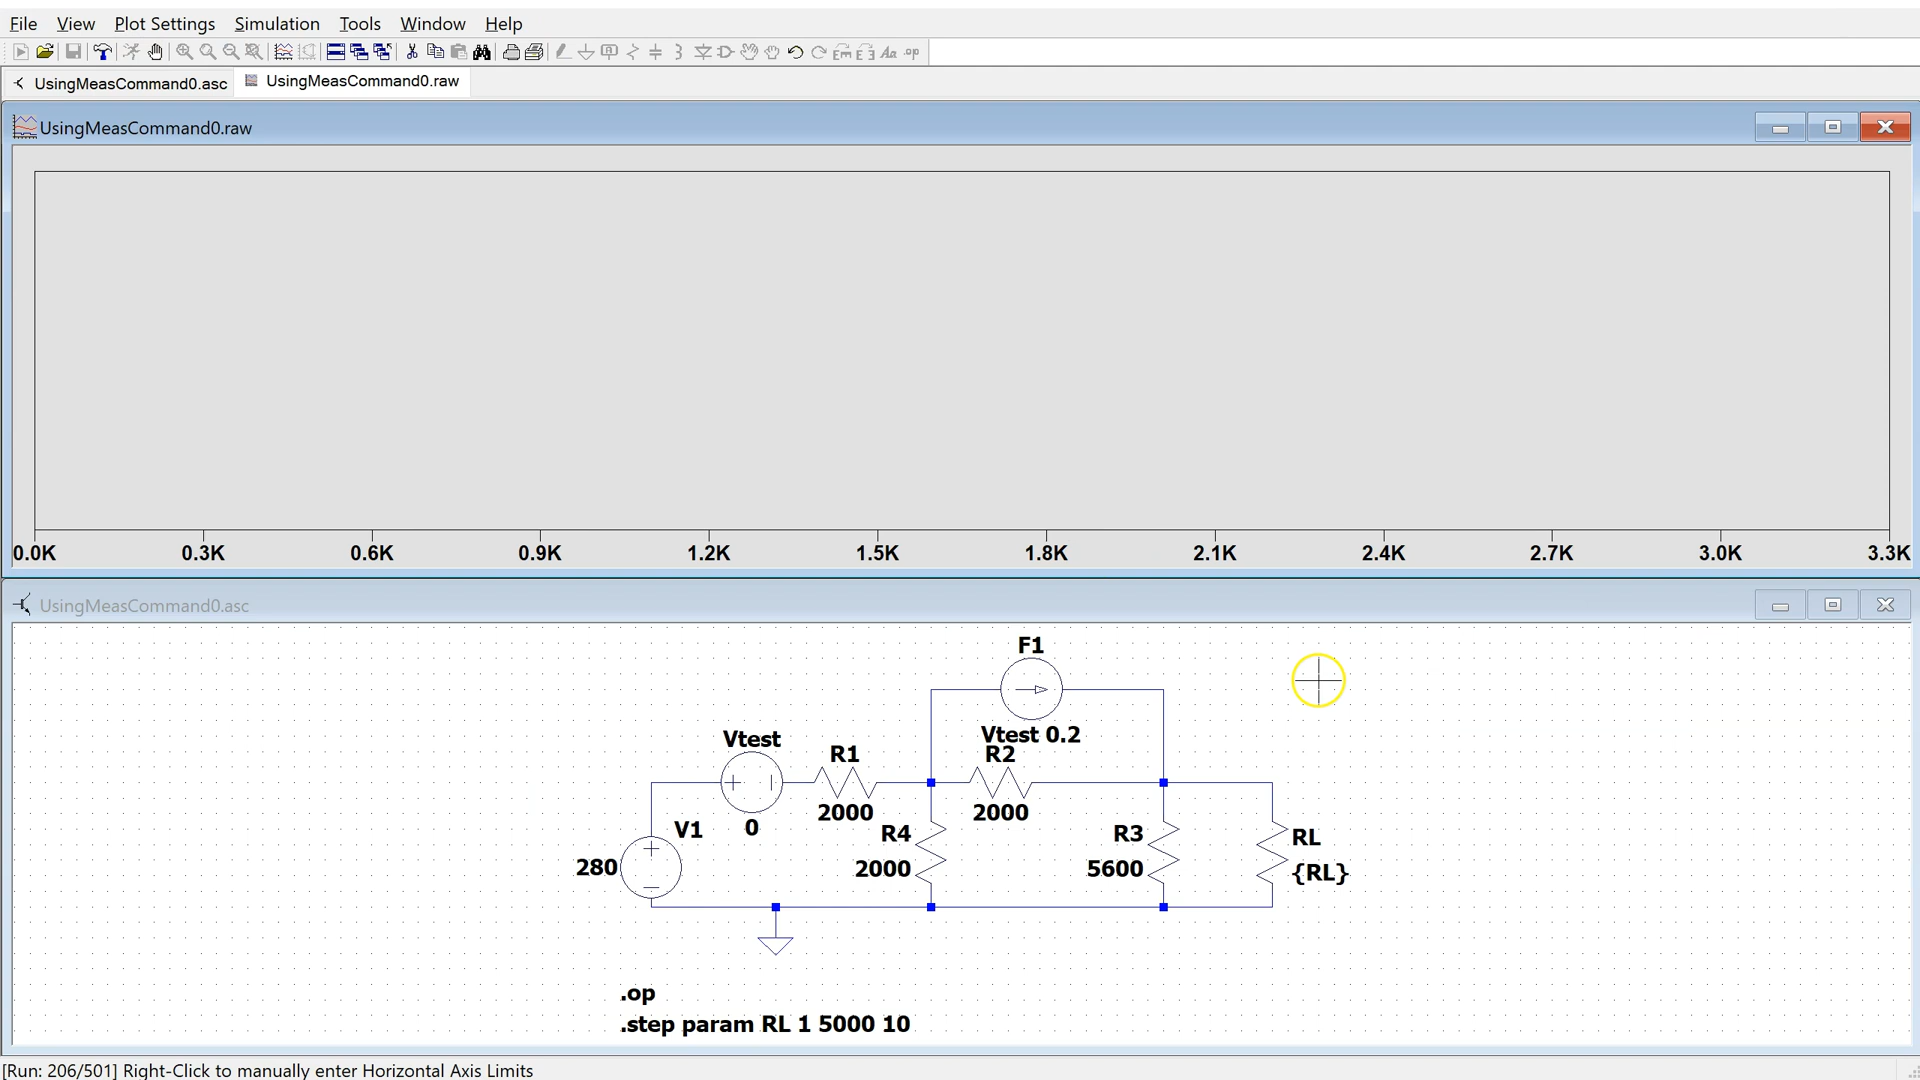 File View Plot Settings Simulation Tools Window Help
UsingMeasCommand0.asc UsingMeasCommand0.raw
UsingMeasCommand0.raw
0.0K 0.3K 0.6K 0.9K 1.2K 1.5K 1.8K 2.1K 2.4K 2.7K 3.0K 3.3K
UsingMeasCommand0.asc
F1
Vtest 0.2
Vtest
R1
R2
0
2000
2000
V1
280
R4
2000
R3
5600
RL
{RL}
.op
.step param RL 1 5000 10
[Run: 206/501] Right-Click to manually enter Horizontal Axis Limits